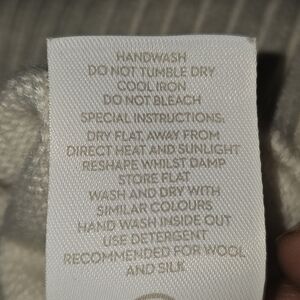 HANDWASH
DO NOT TUMBLE DRY
COOL IRON
DO NOT BLEACH
SPECIAL INSTRUCTIONS:
DRY FLAT, AWAY FROM
DIRECT HEAT AND SUNLIGHT
RESHAPE WHILST DAMP
STORE FLAT
WASH AND DRY WITH
SIMILAR COLOURS
HAND WASH INSIDE OUT
USE DETERGENT
RECOMMENDED FOR WOOL
AND SILK